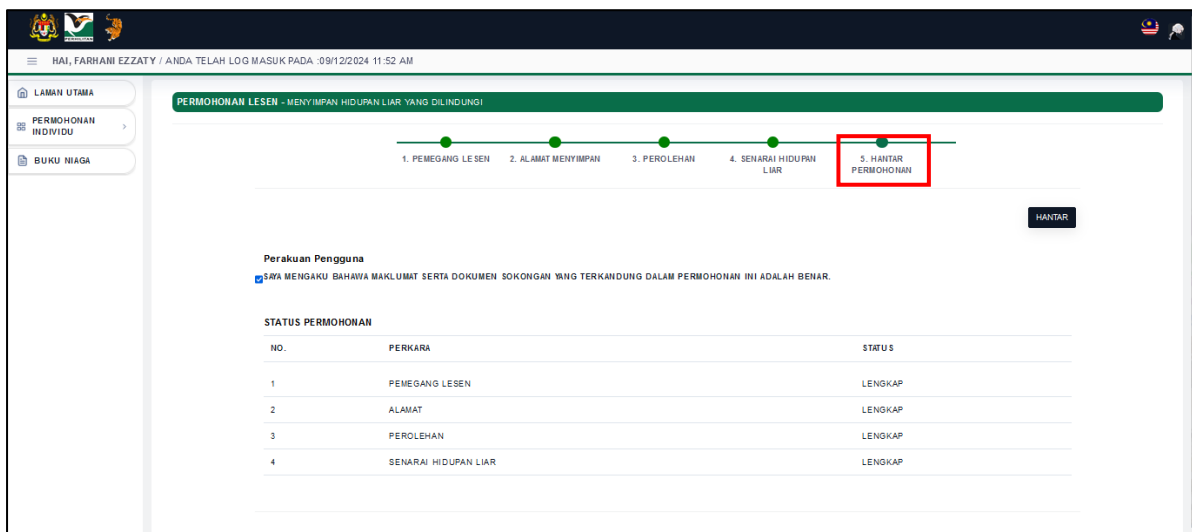 PERHILITAN
HAI, FARHANI EZZATY / ANDA TELAH LOG MASUK PADA :09/12/2024 11:52 AM
LAMAN UTAMA
PERMOHONAN
INDIVIDU
BUKU NIAGA
PERMOHONAN LESEN - MENYIMPAN HIDUPAN LIAR YANG DILINDUNGI
1. PEMEGANG LESEN
2. ALAMAT MENYIMPAN
3. PEROLEHAN
4. SENARAI HIDUPAN
LIAR
5. HANTAR
PERMOHONAN
HANTAR
Perakuan Pengguna
SAYA MENGAKU BAHAWA MAKLUMAT SERTA DOKUMEN SOKONGAN YANG TERKANDUNG DALAM PERMOHONAN INI ADALAH BENAR.
STATUS PERMOHONAN
NO. PERKARA STATUS
1 PEMEGANG LESEN LENGKAP
2 ALAMAT LENGKAP
3 PEROLEHAN LENGKAP
4 SENARAI HIDUPAN LIAR LENGKAP